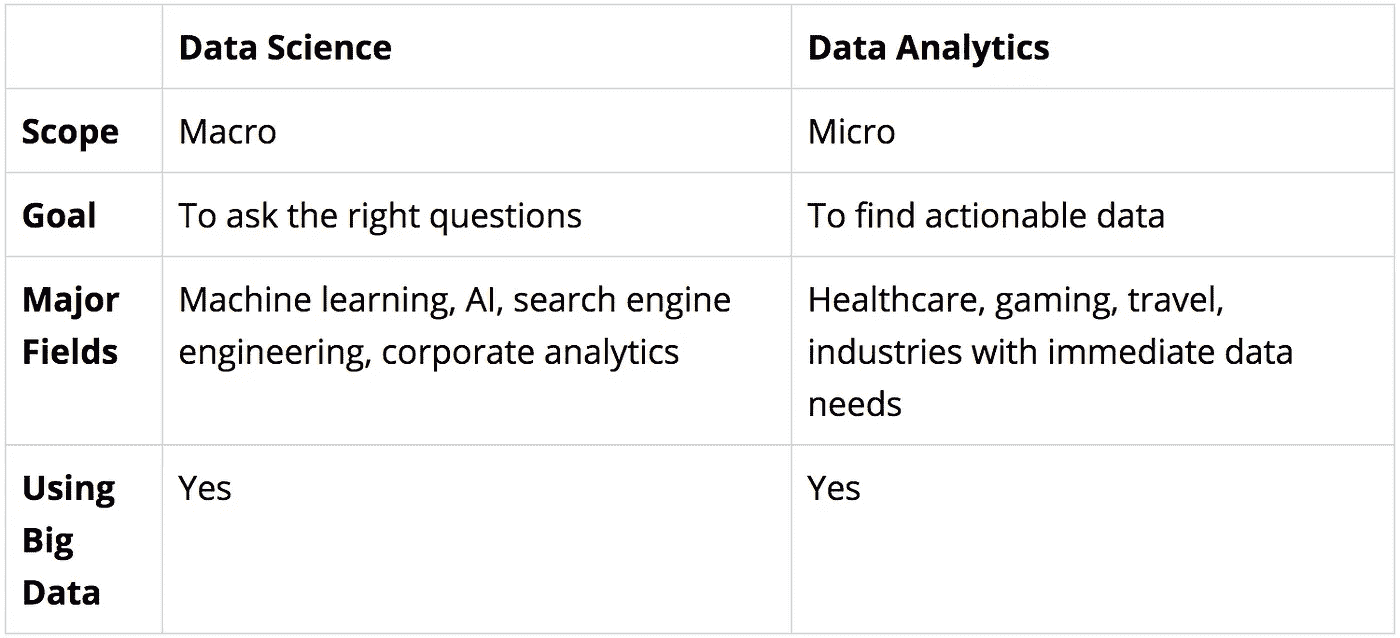 Data Science Data Analytics
Scope Macro Micro
Goal To ask the right questions To find actionable data
Major Machine learning, AI, search engine Healthcare, gaming, travel,
Fields engineering, corporate analytics industries with immediate data
needs
Using Yes Yes
Big
Data